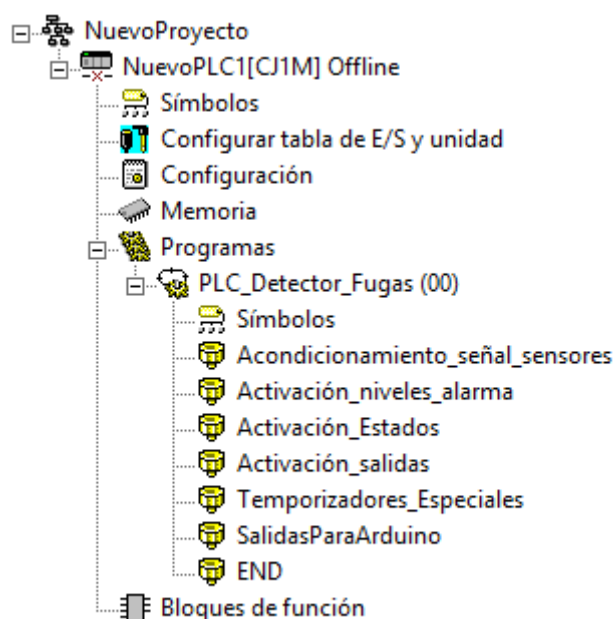 NuevoProyecto
NuevoPLC1[CJ1M] Offline
Símbolos
Configurar tabla de E/S y unidad
Configuración
Memoria
Programas
PLC_Detector_Fugas (00)
Símbolos
Acondicionamiento_señal_sensores
Activación_niveles_alarma
Activación_Estados
Activación_salidas
Temporizadores_Especiales
SalidasParaArduino
END
Bloques de función